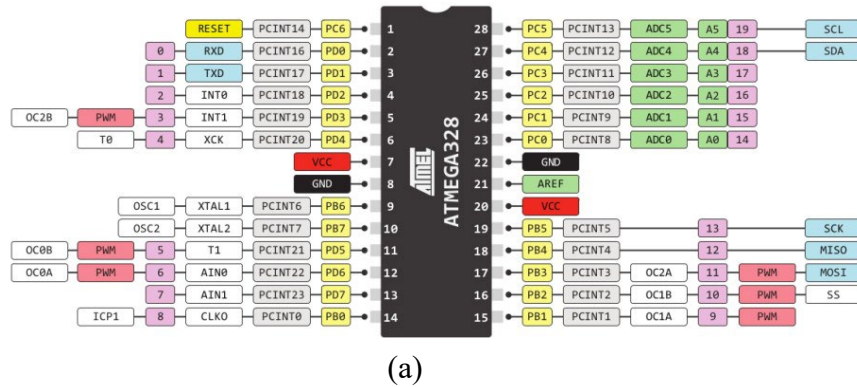 RESET PCINT14 PC6 1 28 PC5 PCINT13 ADC5 A5 19 SCL
0 RXD PCINT16 PD0 2 27 PC4 PCINT12 ADC4 A4 18 SDA
1 TXD PCINT17 PD1 3 26 PC3 PCINT11 ADC3 A3 17
2 INT0 PCINT18 PD2 4 25 PC2 PCINT10 ADC2 A2 16
OC2B PWM 3 INT1 PCINT19 PD3 5 24 PC1 PCINT9 ADC1 A1 15
T0 4 XCK PCINT20 PD4 6 23 PC0 PCINT8 ADC0 A0 14
VCC 7 22 GND
GND 8 21 AREF
OSC1 XTAL1 PCINT6 PB6 9 20 VCC
OSC2 XTAL2 PCINT7 PB7 10 19 PB5 PCINT5 13 SCK
OC0B PWM 5 T1 PCINT21 PD5 11 18 PB4 PCINT4 12 MISO
OC0A PWM 6 AIN0 PCINT22 PD6 12 17 PB3 PCINT3 OC2A 11 PWM MOSI
7 AIN1 PCINT23 PD7 13 16 PB2 PCINT2 OC1B 10 PWM SS
ICP1 8 CLKO PCINT0 PB0 14 15 PB1 PCINT1 OC1A 9 PWM
ATMEL
ATMEGA328
(a)